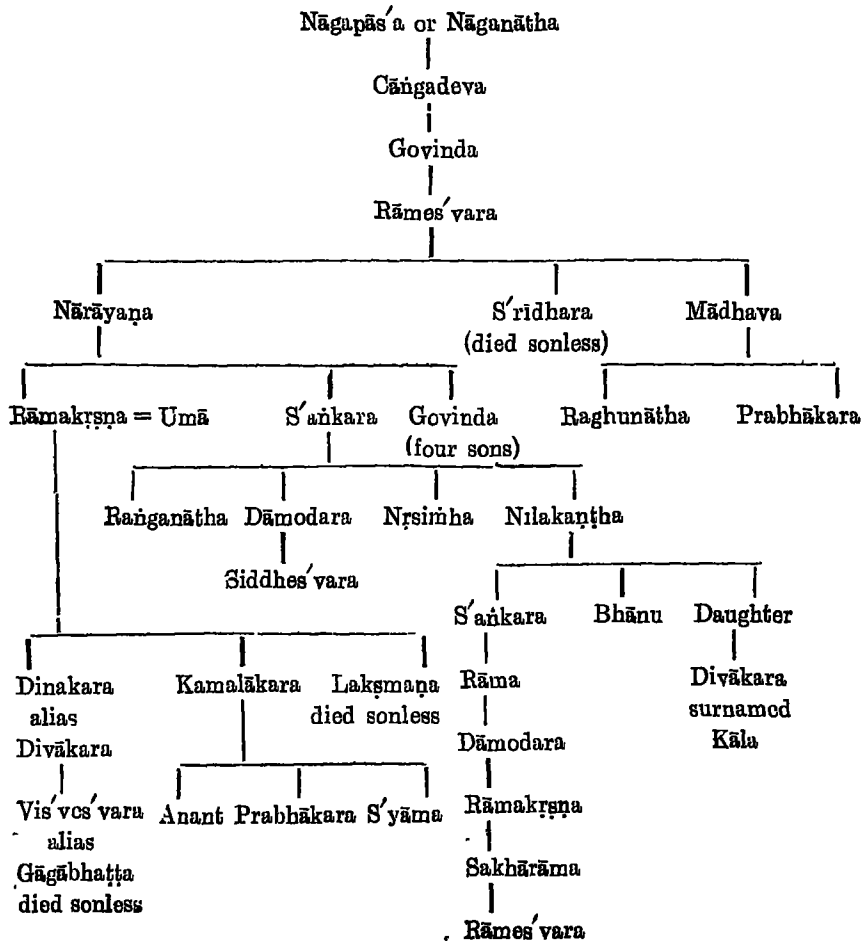 Nāgapās′a or Nāganātha
Cāṅgadeva
Govinda
Rāmes′vara
Nārāyaṇa S′rīdhara Mādhava
(died sonless)
Rāmakṛṣṇa = Umā S′aṅkara Govinda Raghunātha Prabhākara
(four sons)
Raṅganātha Dāmodara Nṛsiṁha Nīlakaṇṭha
Siddhes′vara
S′aṅkara Bhānu Daughter
Dinakara Kamalākara Lakṣmaṇa Rāma Divākara
alias died sonless surnamed
Divākara Dāmodara Kāla
Vis′ves′vara Anant Prabhākara S′yāma Rāmakṛṣṇa
alias
Gāgābhaṭṭa Sakhārāma
died sonless
Rāmes′vara